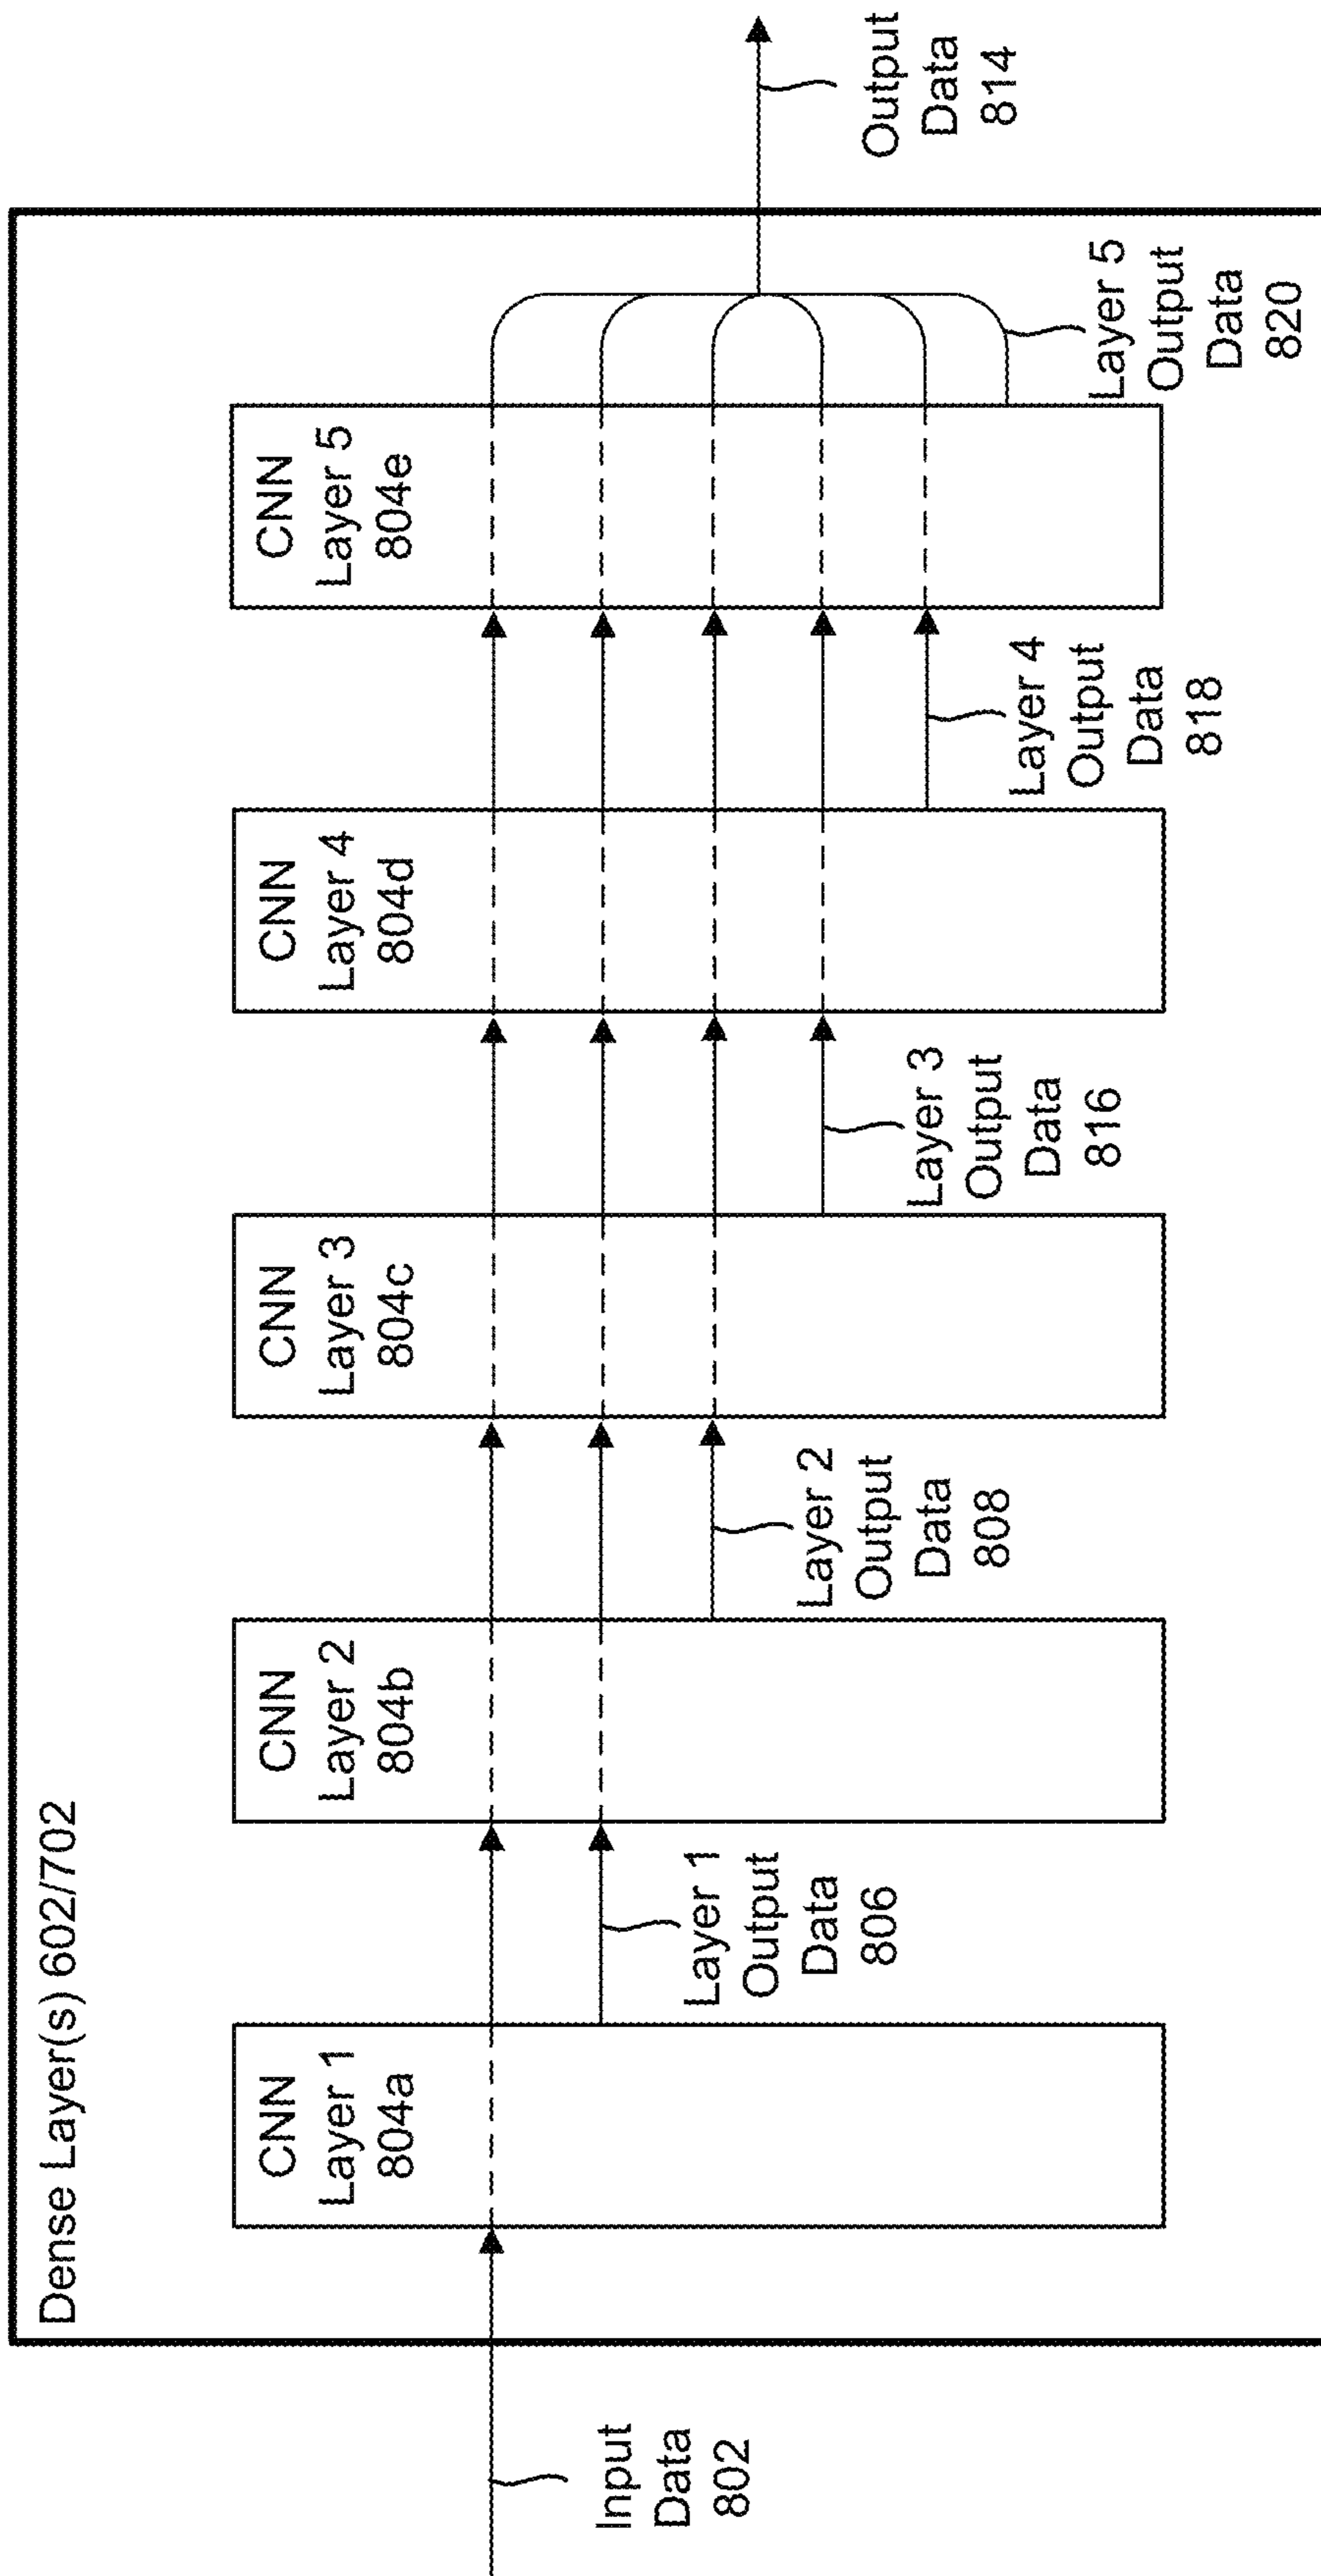 Dense Layer(s) 602/702
Input
Data
802
CNN
Layer 1
804a
Layer 1
Output
Data
806
CNN
Layer 2
804b
Layer 2
Output
Data
808
CNN
Layer 3
804c
Layer 3
Output
Data
816
CNN
Layer 4
804d
Layer 4
Output
Data
818
CNN
Layer 5
804e
Layer 5
Output
Data
820
Output
Data
814